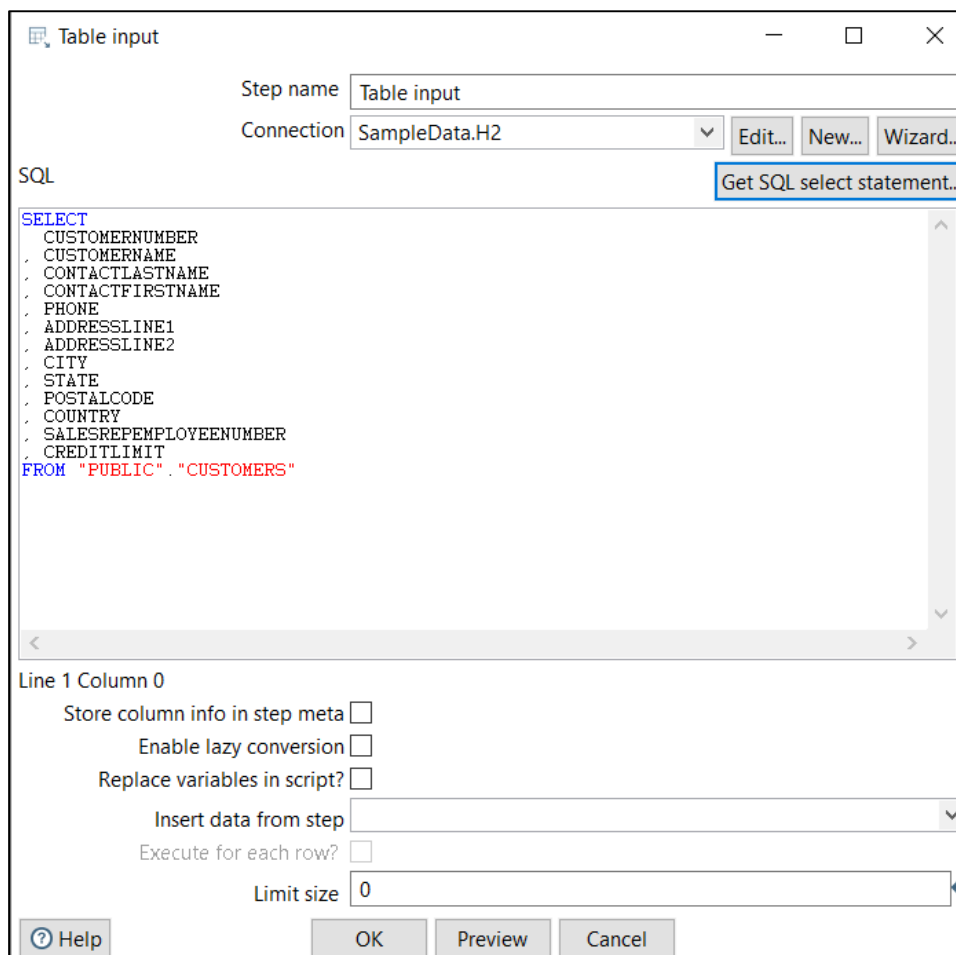 Table input
Step name Table input
Connection SampleData.H2 Edit... New... Wizard..
SQL
Get SQL select statement..
SELECT
CUSTOMERNUMBER
, CUSTOMERNAME
, CONTACTLASTNAME
, CONTACTFIRSTNAME
, PHONE
, ADDRESSLINE1
, ADDRESSLINE2
, CITY
, STATE
, POSTALCODE
, COUNTRY
, SALESREPEMPLOYEENUMBER
, CREDITLIMIT
FROM "PUBLIC"."CUSTOMERS"
Line 1 Column 0
Store column info in step meta
Enable lazy conversion
Replace variables in script?
Insert data from step
Execute for each row?
Limit size 0
Help OK Preview Cancel